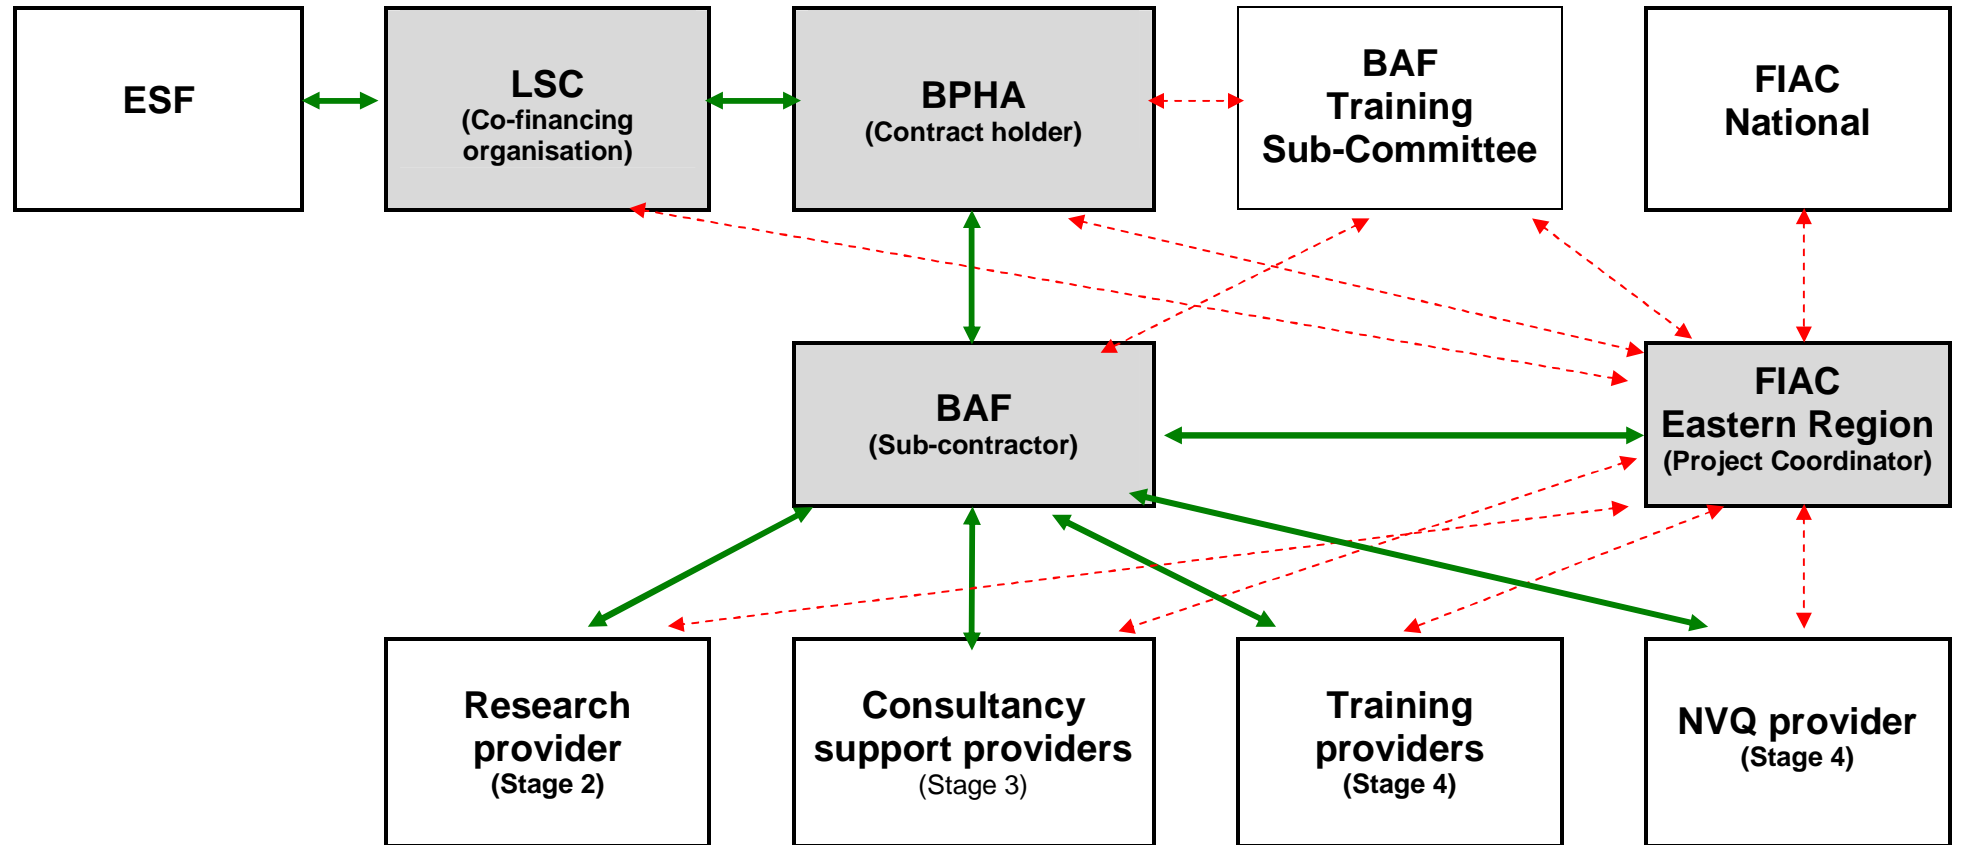 ESF
LSC
(Co-financing
organisation)
BPHA
(Contract holder)
BAF
Training
Sub-Committee
FIAC
National
BAF
(Sub-contractor)
FIAC
Eastern Region
(Project Coordinator)
Research
provider
(Stage 2)
Consultancy
support providers
(Stage 3)
Training
providers
(Stage 4)
NVQ provider
(Stage 4)